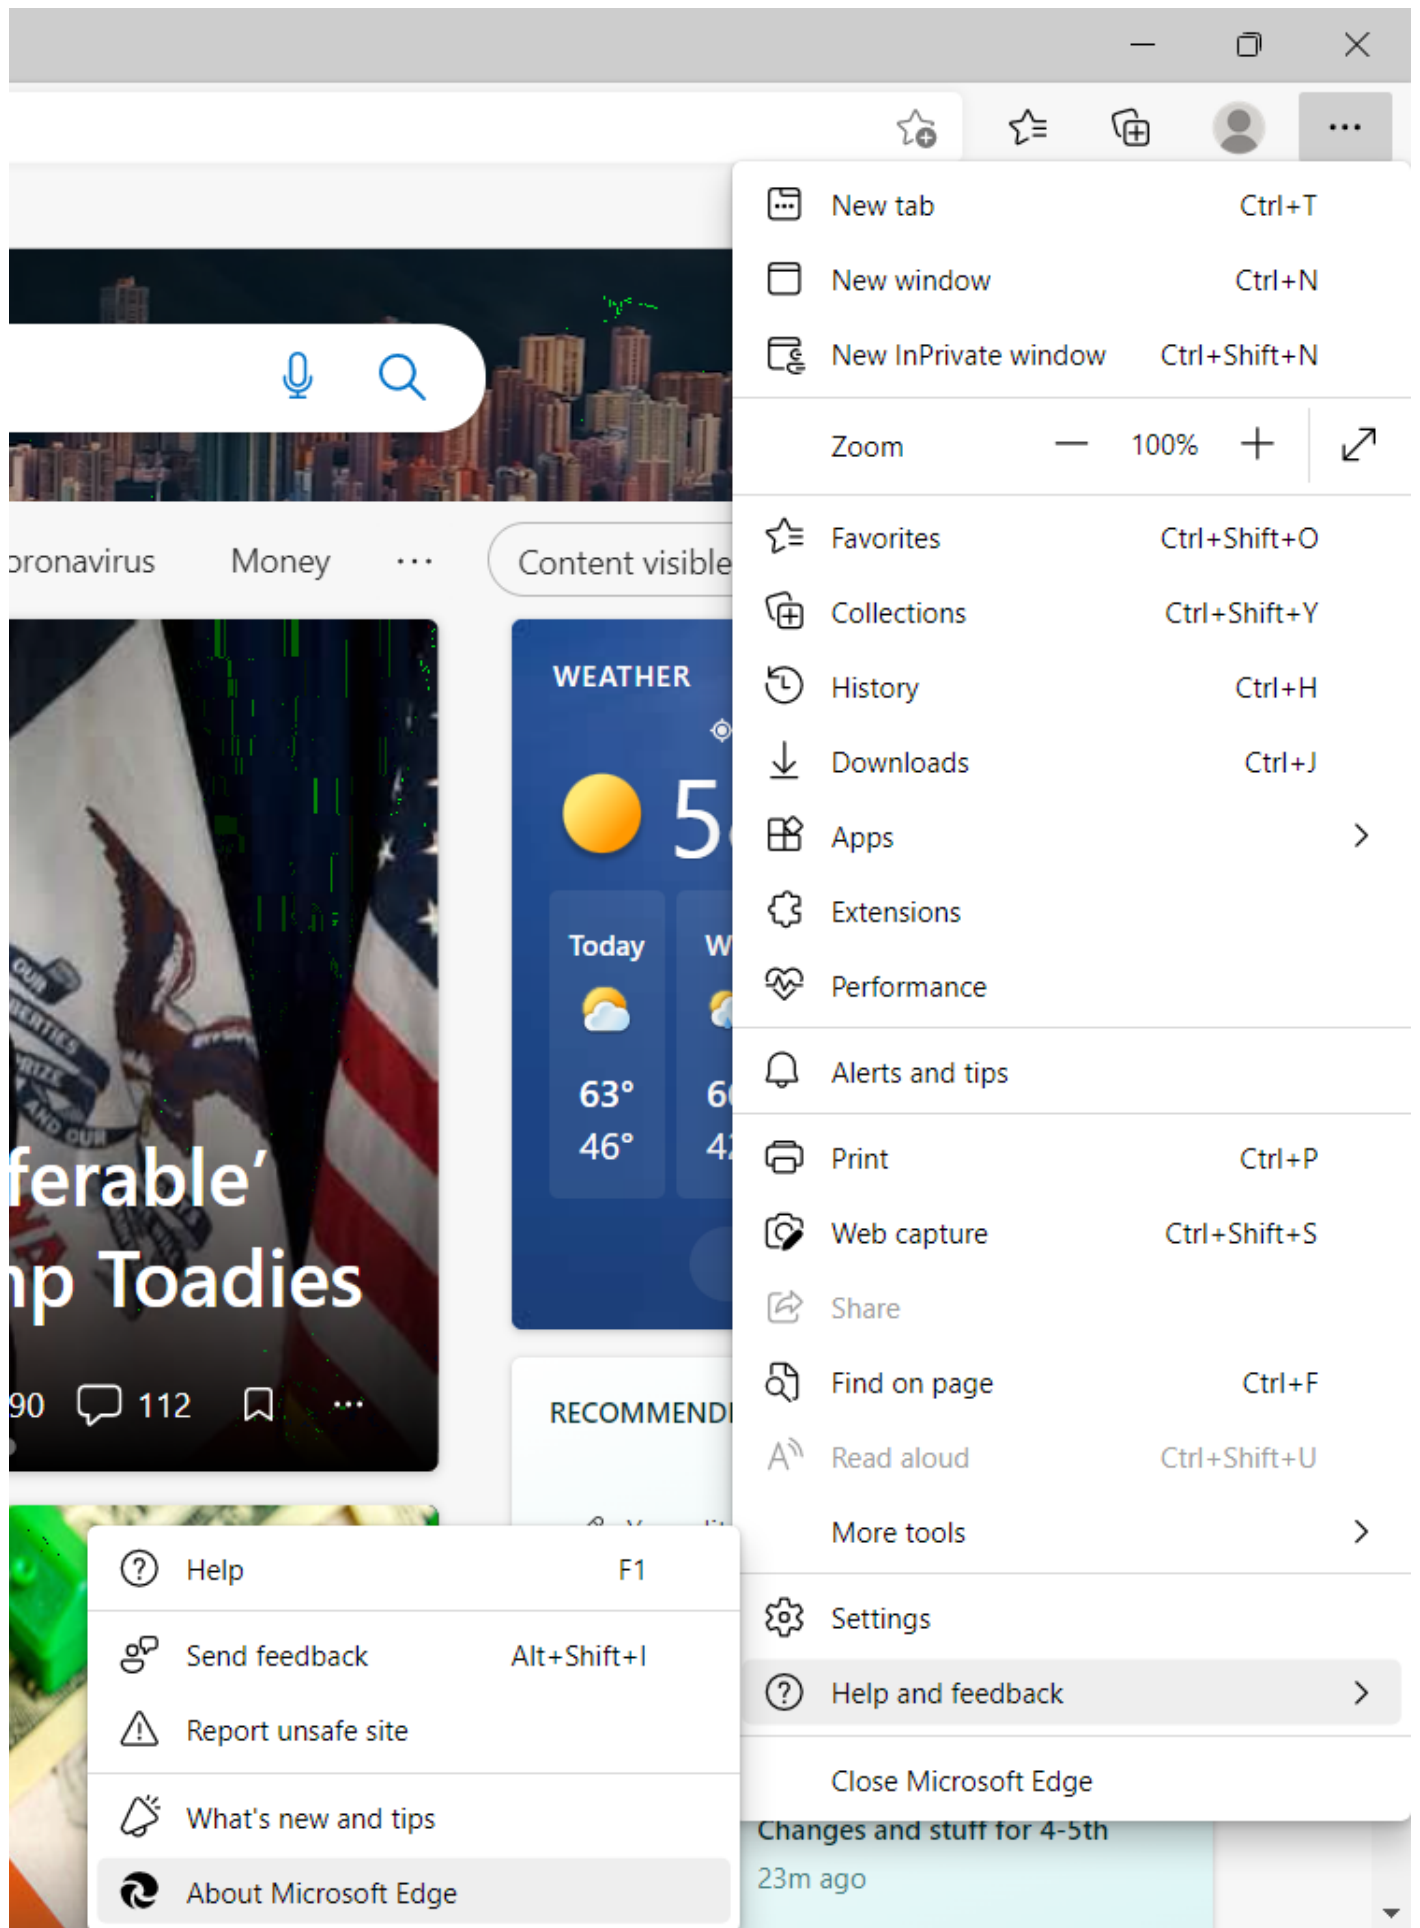 New tab Ctrl+T
New window Ctrl+N
New InPrivate window Ctrl+Shift+N
Zoom 100%
Favorites Ctrl+Shift+O
Collections Ctrl+Shift+Y
History Ctrl+H
Downloads Ctrl+J
Apps
Extensions
Performance
Alerts and tips
Print Ctrl+P
Web capture Ctrl+Shift+S
Share
Find on page Ctrl+F
Read aloud Ctrl+Shift+U
More tools
Settings
Help and feedback
Close Microsoft Edge
Help F1
Send feedback Alt+Shift+I
Report unsafe site
What's new and tips
About Microsoft Edge
oronavirus Money ...
Content visible
WEATHER
Today
63°
46°
OUR
AND OUR
ferable’
mp Toadies
90 112
RECOMMEND
Changes and stuff for 4-5th
23m ago